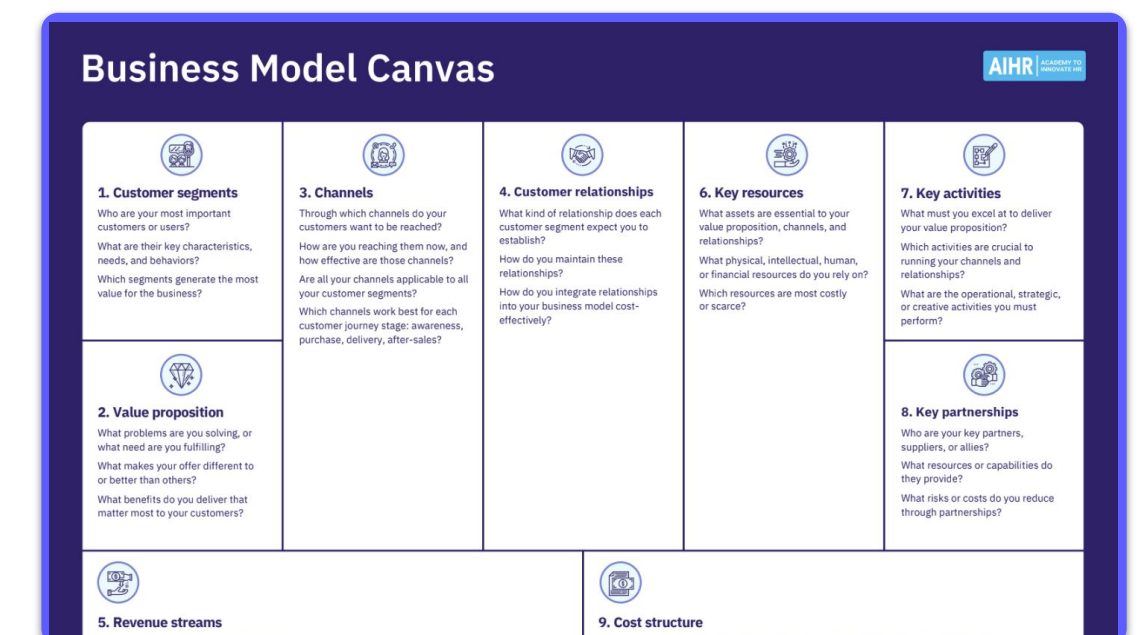 Business Model Canvas
AIHR
ACADEMY TO
INNOVATE HR
1. Customer segments
Who are your most important
customers or users?
What are their key characteristics,
needs, and behaviors?
Which segments generate the most
value for the business?
2. Value proposition
What problems are you solving, or
what need are you fulfilling?
What makes your offer different to
or better than others?
What benefits do you deliver that
matter most to your customers?
3. Channels
Through which channels do your
customers want to be reached?
How are you reaching them now, and
how effective are those channels?
Are all your channels applicable to all
your customer segments?
Which channels work best for each
customer journey stage: awareness,
purchase, delivery, after-sales?
4. Customer relationships
What kind of relationship does each
customer segment expect you to
establish?
How do you maintain these
relationships?
How do you integrate relationships
into your business model cost-
effectively?
6. Key resources
What assets are essential to your
value proposition, channels, and
relationships?
What physical, intellectual, human,
or financial resources do you rely on?
Which resources are most costly
or scarce?
7. Key activities
What must you excel at to deliver
your value proposition?
Which activities are crucial to
running your channels and
relationships?
What are the operational, strategic,
or creative activities you must
perform?
8. Key partnerships
Who are your key partners,
suppliers, or allies?
What resources or capabilities do
they provide?
What risks or costs do you reduce
through partnerships?
5. Revenue streams
9. Cost structure